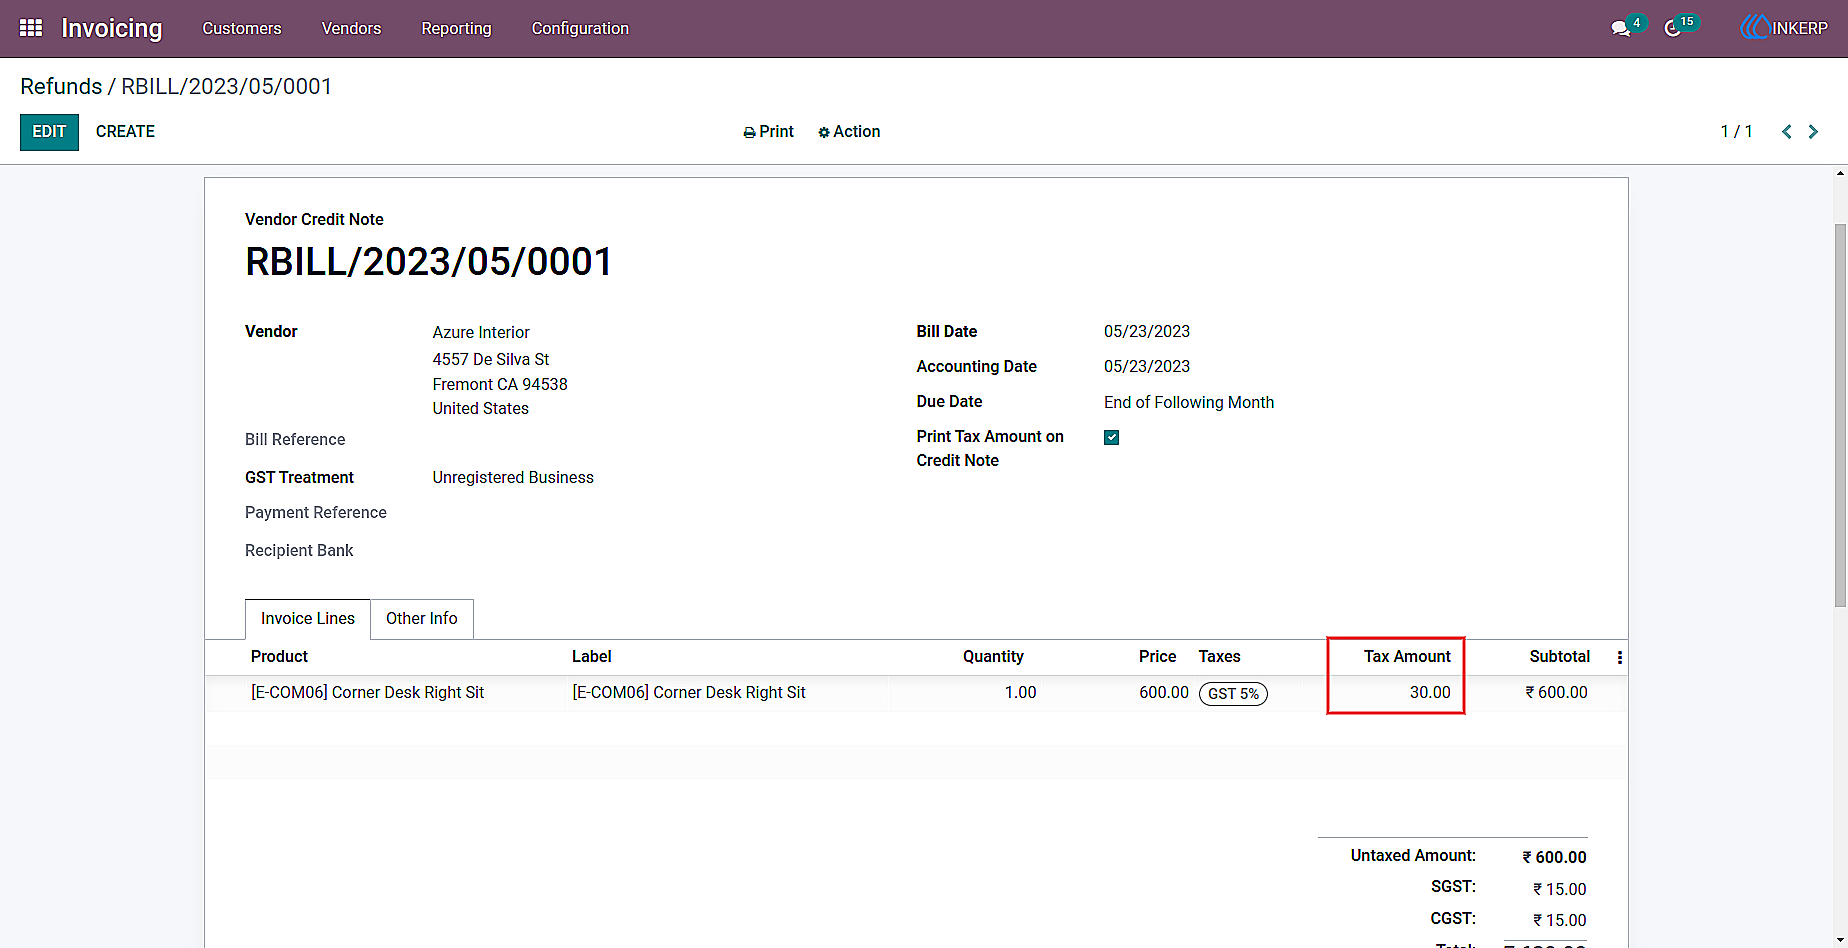 Invoicing Customers Vendors Reporting Configuration 4 15 INKERP
Refunds / RBILL/2023/05/0001
EDIT CREATE Print Action 1 / 1
Vendor Credit Note
RBILL/2023/05/0001
Vendor Azure Interior
4557 De Silva St
Fremont CA 94538
United States
Bill Reference
GST Treatment Unregistered Business
Payment Reference
Recipient Bank
Bill Date 05/23/2023
Accounting Date 05/23/2023
Due Date End of Following Month
Print Tax Amount on
Credit Note
Invoice Lines Other Info
Product Label Quantity Price Taxes Tax Amount Subtotal
[E-COM06] Corner Desk Right Sit [E-COM06] Corner Desk Right Sit 1.00 600.00 GST 5% 30.00 ₹ 600.00
Untaxed Amount: ₹ 600.00
SGST: ₹ 15.00
CGST: ₹ 15.00